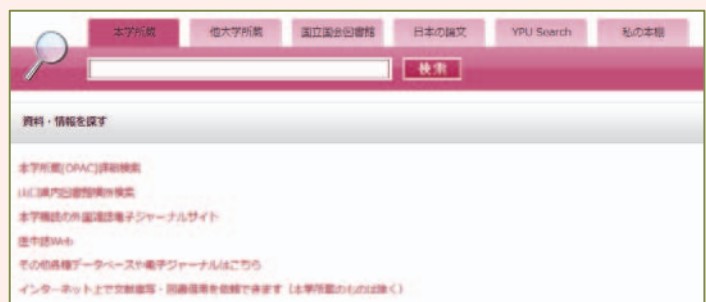 本学所蔵
他大学所蔵
国立国会図書館
日本の論文
YPU Search
私の本棚
検索
資料・情報を探す
本学所蔵[OPAC]詳細検索
山口県内図書館横断検索
本学購読の外国雑誌電子ジャーナルサイト
医中誌Web
その他各種データベースや電子ジャーナルはこちら
インターネット上で文献複写・図書借用を依頼できます（本学所蔵のものは除く）